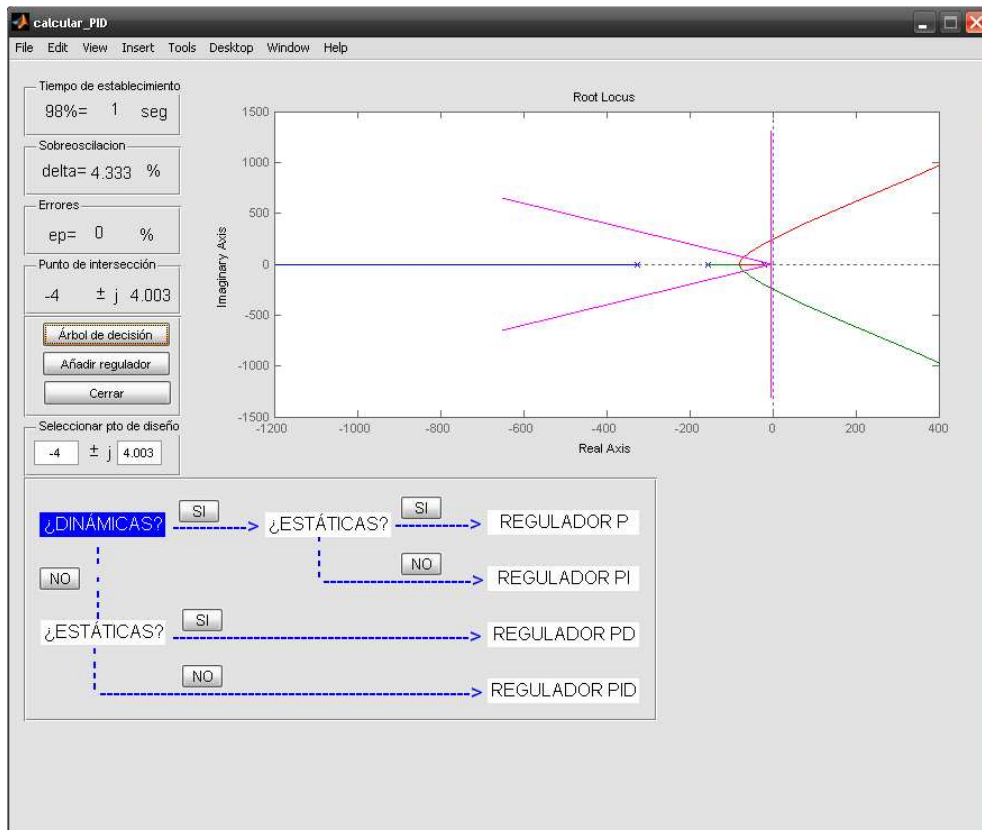 calcular_PID
File Edit View Insert Tools Desktop Window Help
Tiempo de establecimiento
98%= 1 seg
Sobreoscilacion
delta= 4.333 %
Errores
ep= 0 %
Punto de intersección
-4 ± j 4.003
Árbol de decisión
Añadir regulador
Cerrar
Seleccionar pto de diseño
-4 ± j 4.003
Root Locus
1500
1000
500
0
-500
-1000
-1500
Imaginary Axis
-1200 -1000 -800 -600 -400 -200 0 200 400
Real Axis
¿DINÁMICAS? SI > ¿ESTÁTICAS? SI > REGULADOR P
NO NO > REGULADOR PI
¿ESTÁTICAS? SI > REGULADOR PD
NO > REGULADOR PID